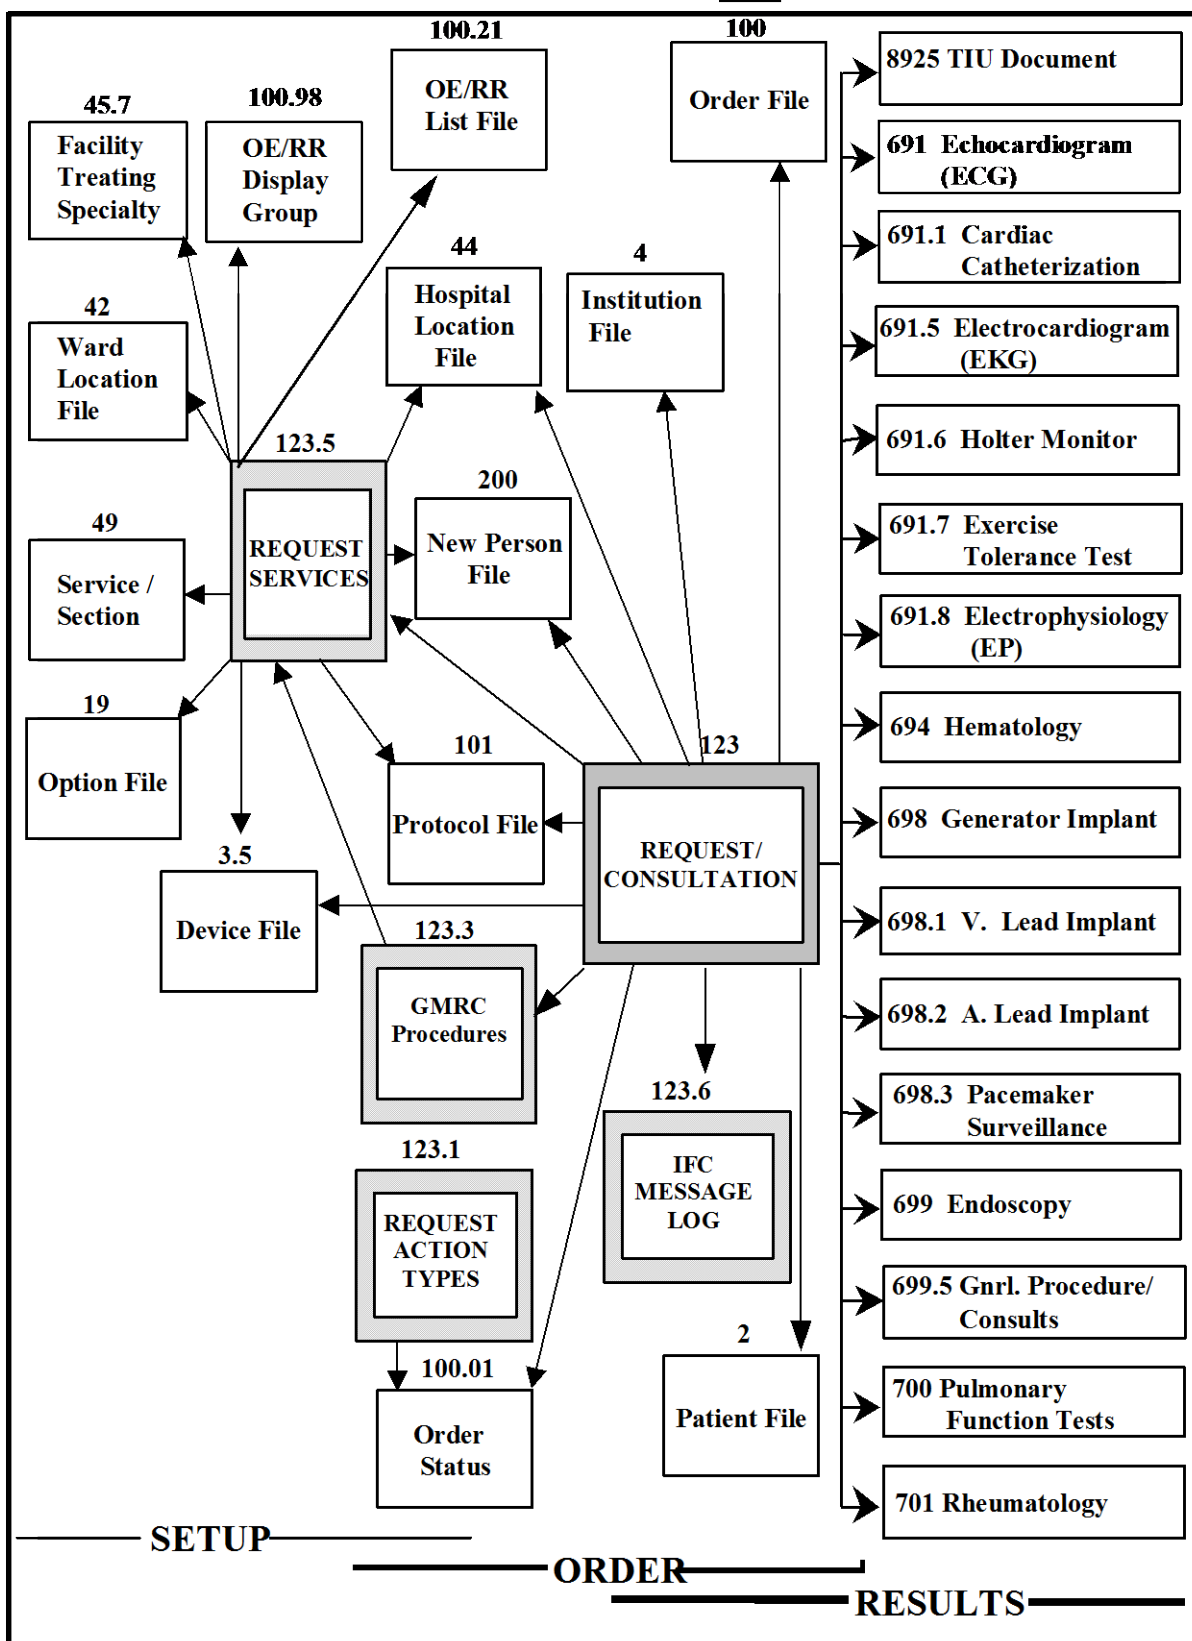 100.21
100
45.7
100.98
OE/RR
List File
Order File
8925 TIU Document
Facility
Treating
Specialty
OE/RR
Display
Group
691 Echocardiogram
(ECG)
44
4
691.1 Cardiac
Catheterization
42
Hospital
Location
File
Institution
File
Ward
Location
File
691.5 Electrocardiogram
(EKG)
123.5
691.6 Holter Monitor
200
49
REQUEST
SERVICES
New Person
File
691.7 Exercise
Tolerance Test
Service /
Section
691.8 Electrophysiology
(EP)
19
101
123
694 Hematology
Option File
Protocol File
REQUEST/
CONSULTATION
698 Generator Implant
3.5
Device File
123.3
698.1 V. Lead Implant
GMRC
Procedures
698.2 A. Lead Implant
123.6
698.3 Pacemaker
Surveillance
123.1
IFC
MESSAGE
LOG
REQUEST
ACTION
TYPES
699 Endoscopy
699.5 Gnrl. Procedure/
Consults
2
100.01
Order
Status
Patient File
700 Pulmonary
Function Tests
701 Rheumatology
SETUP
ORDER
RESULTS